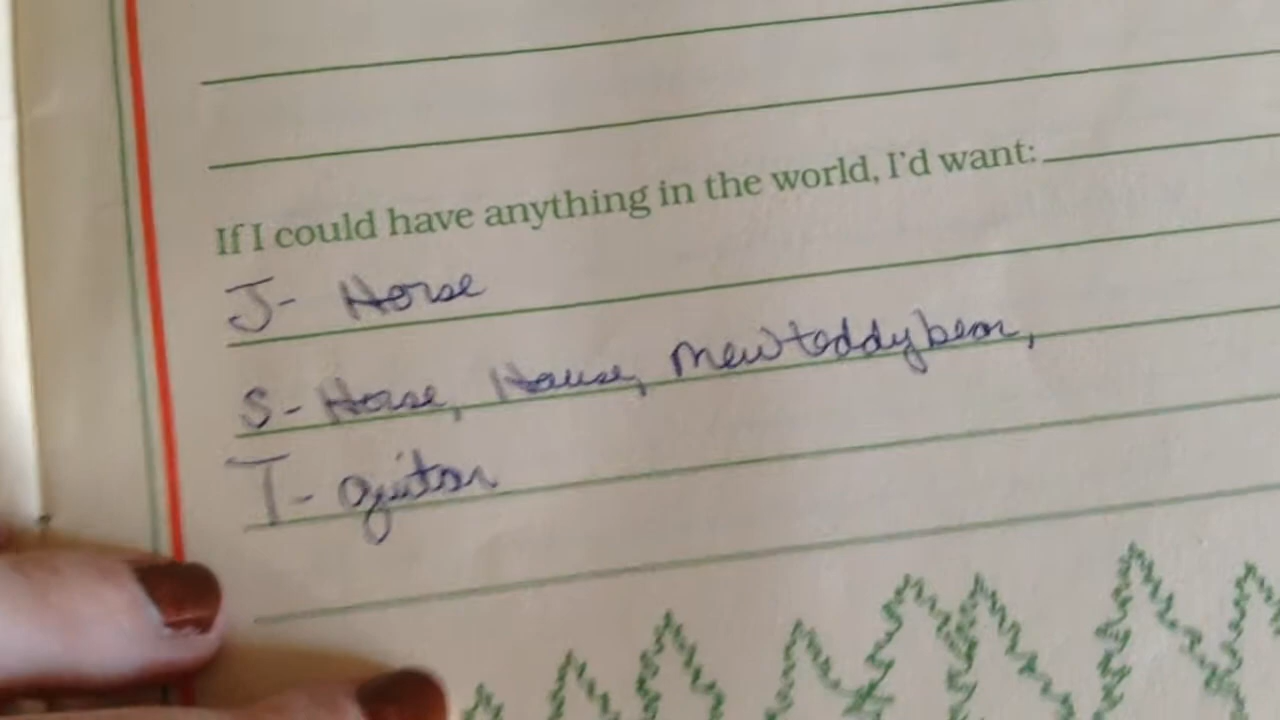 If I could have anything in the world, I'd want:
J- Horse
S- Horse, House, new teddy bear,
T- guitar